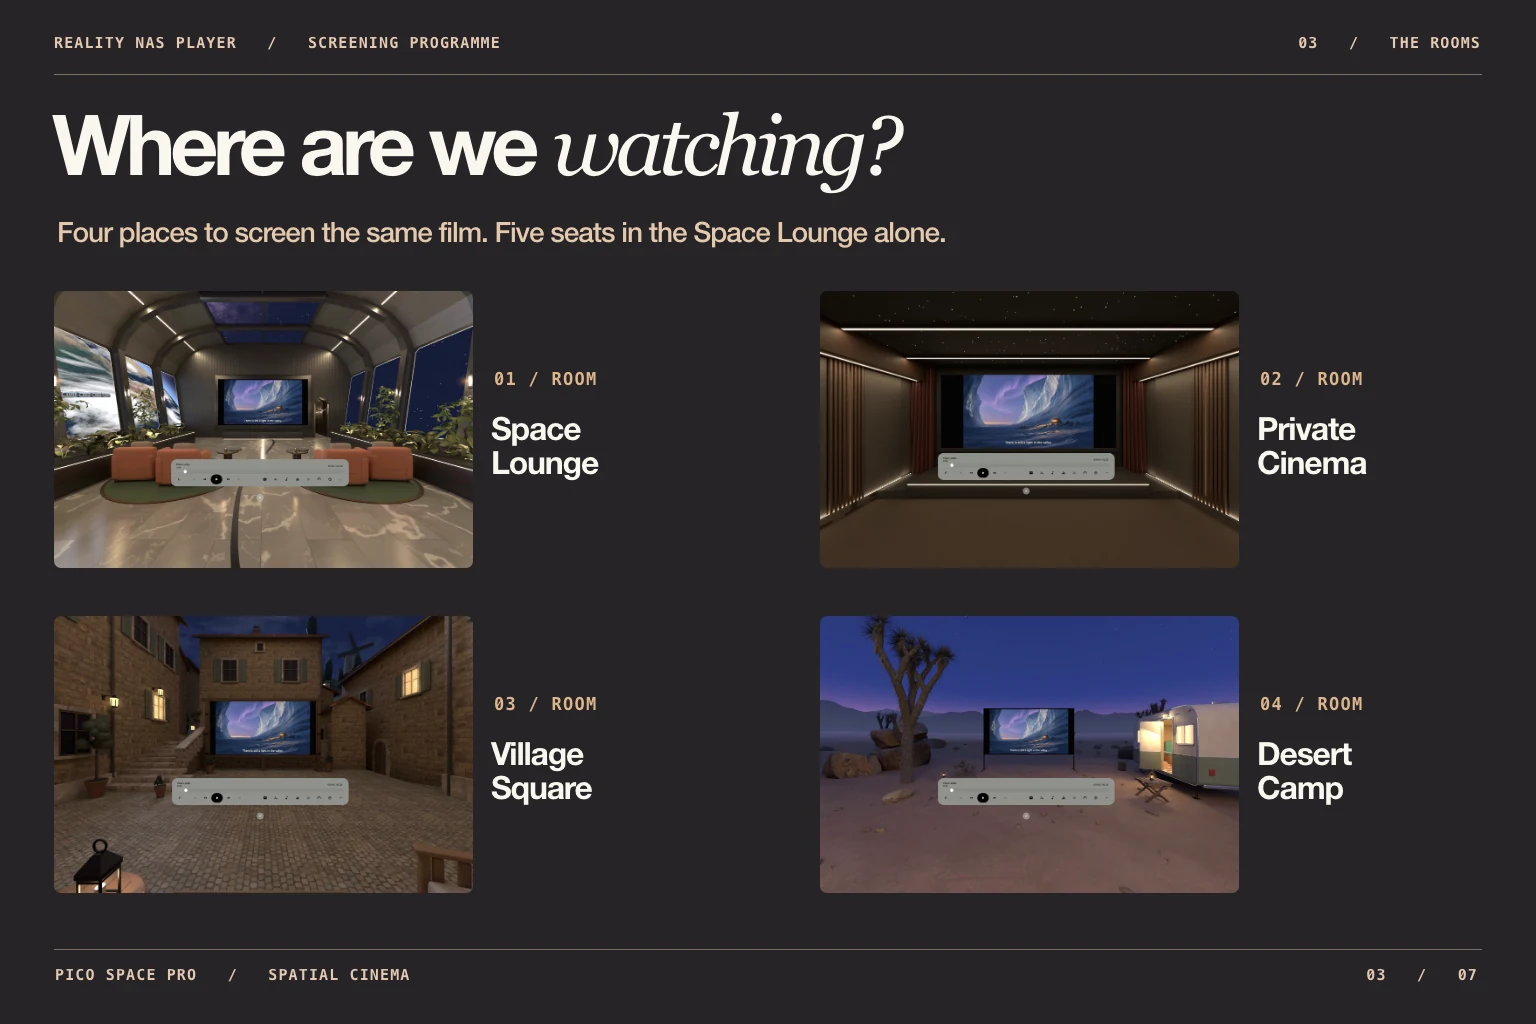 REALITY NAS PLAYER / SCREENING PROGRAMME
03 / THE ROOMS
Where are we watching?
Four places to screen the same film. Five seats in the Space Lounge alone.
01 / ROOM
Space
Lounge
02 / ROOM
Private
Cinema
03 / ROOM
Village
Square
04 / ROOM
Desert
Camp
PICO SPACE PRO / SPATIAL CINEMA
03 / 07